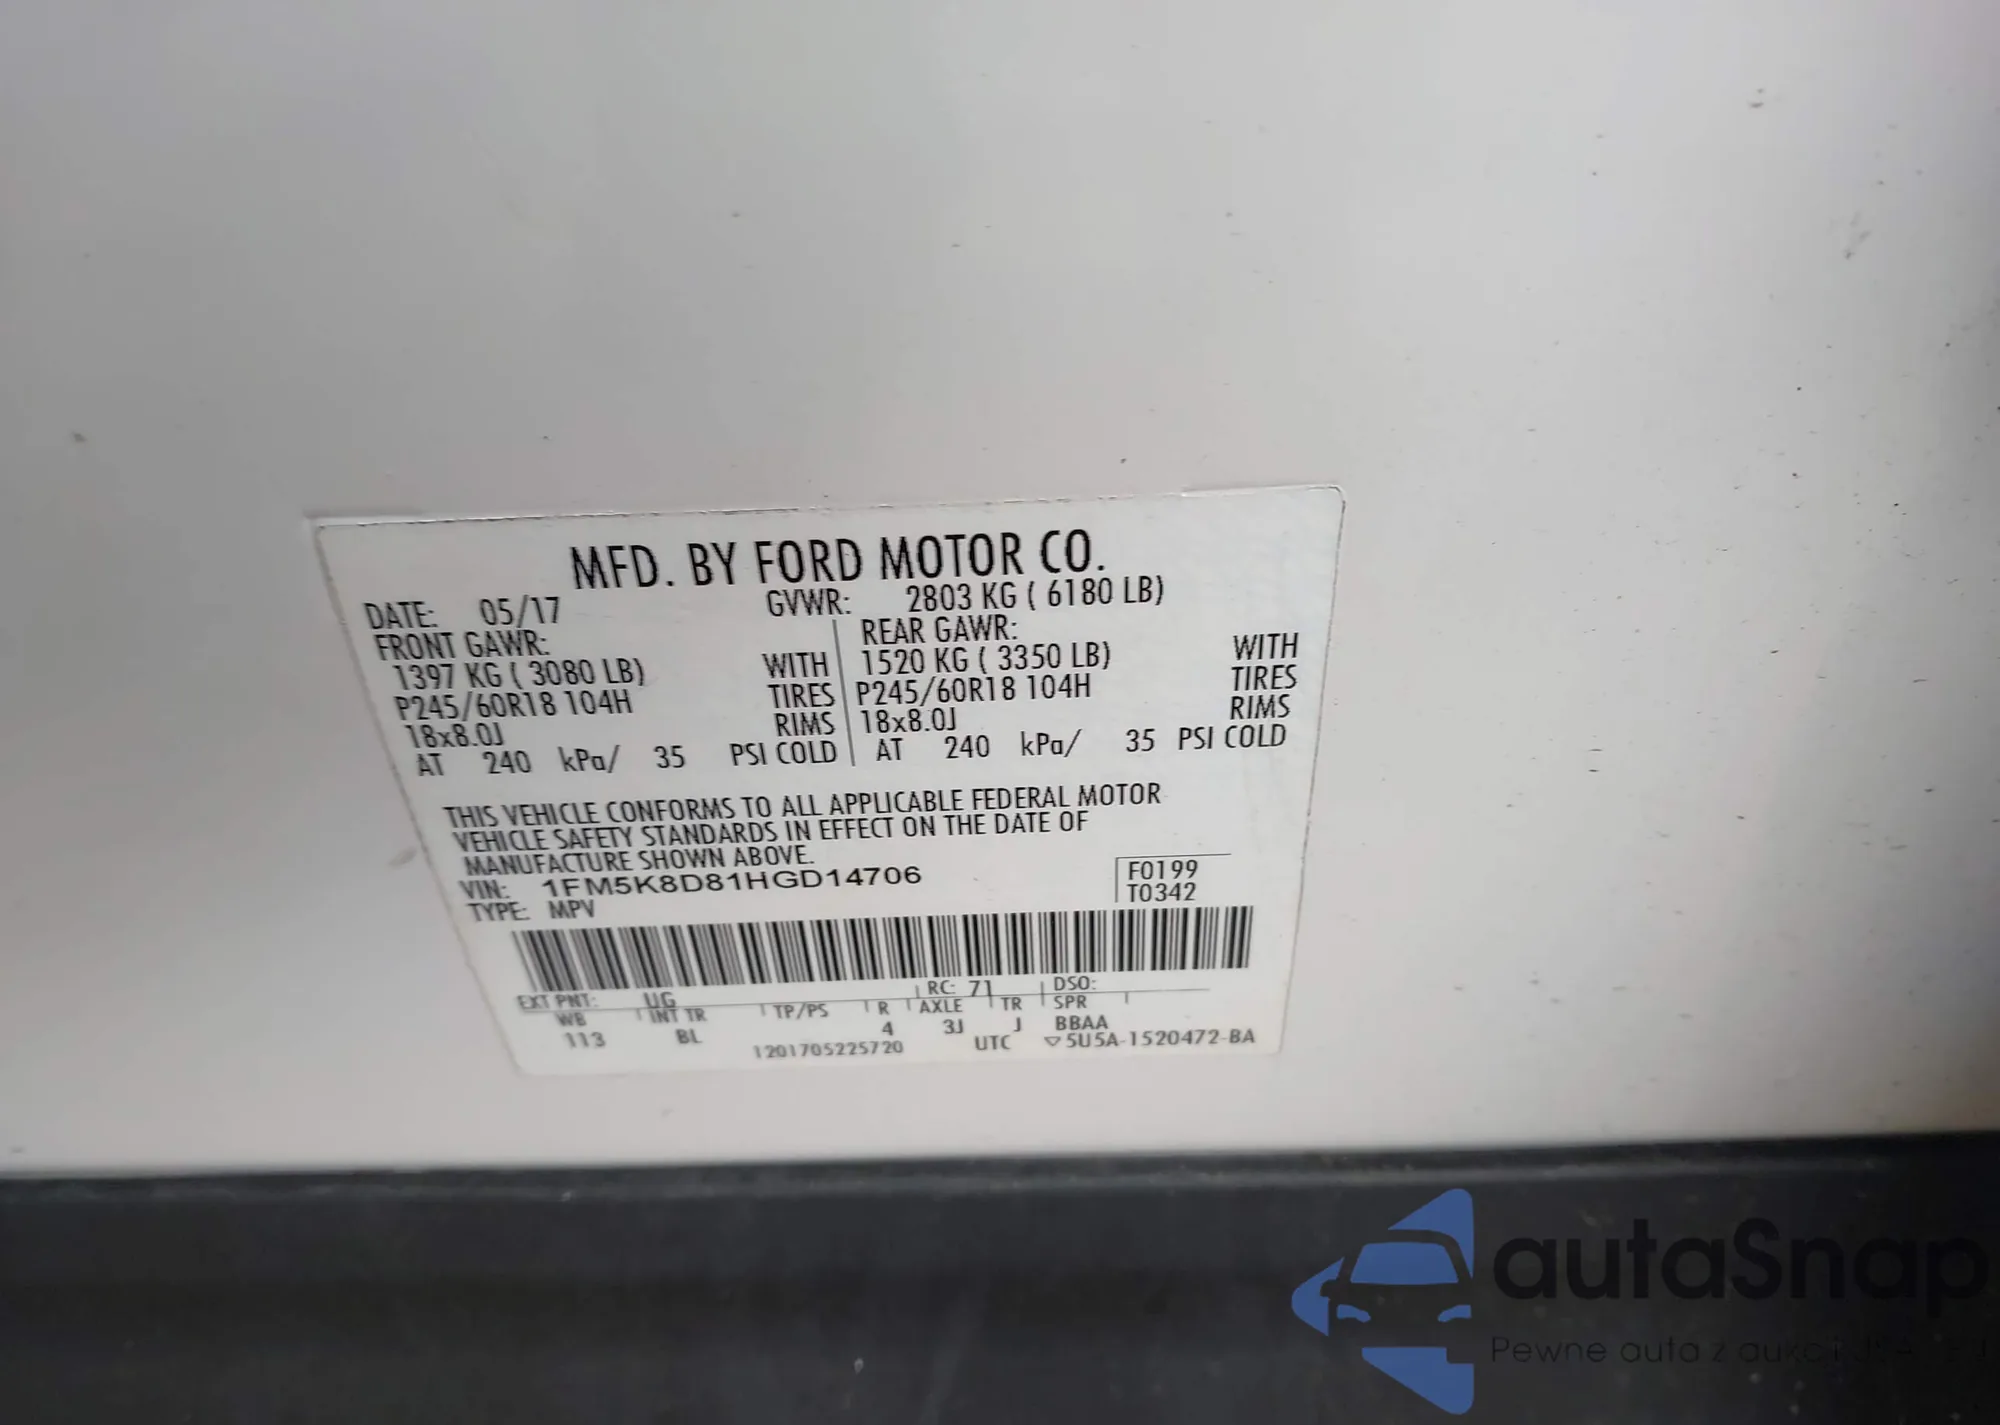 MFD. BY FORD MOTOR CO.
DATE: 05/17 GVWR: 2803 KG ( 6180 LB)
FRONT GAWR: REAR GAWR:
1397 KG ( 3080 LB) WITH 1520 KG ( 3350 LB) WITH
P245/60R18 104H TIRES P245/60R18 104H TIRES
18x8.0J RIMS 18x8.0J RIMS
AT 240 kPa/ 35 PSI COLD AT 240 kPa/ 35 PSI COLD
THIS VEHICLE CONFORMS TO ALL APPLICABLE FEDERAL MOTOR
VEHICLE SAFETY STANDARDS IN EFFECT ON THE DATE OF
MANUFACTURE SHOWN ABOVE.
VIN: 1FM5K8D81HGD14706
TYPE: MPV
F0199
T0342
EXT PNT: UG RC: 71 DSO:
WB INT TR TP/PS R AXLE TR SPR
113 BL 4 3J J BBAA
1201705225720 UTC ▽5U5A-1520472-BA
autaSnap
Pewne auta z